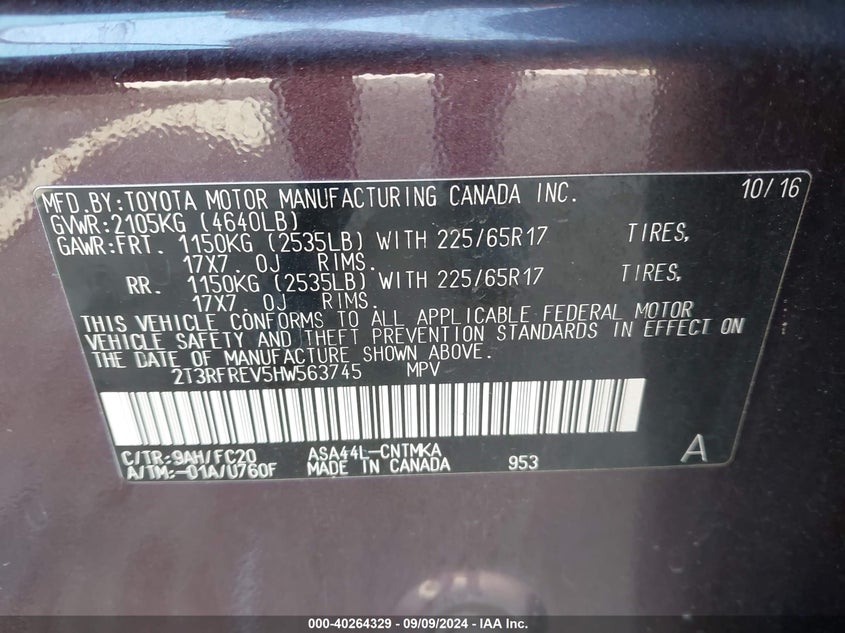 MFD.BY:TOYOTA MOTOR MANUFACTURING CANADA INC. 10/16
GVWR:2105KG (4640LB)
GAWR:FRT. 1150KG (2535LB) WITH 225/65R17 TIRES,
17X7. 0J RIMS.
RR. 1150KG (2535LB) WITH 225/65R17 TIRES,
17X7. 0J RIMS.
THIS VEHICLE CONFORMS TO ALL APPLICABLE FEDERAL MOTOR
VEHICLE SAFETY AND THEFT PREVENTION STANDARDS IN EFFECT ON
THE DATE OF MANUFACTURE SHOWN ABOVE.
2T3RFREV5HW563745 MPV
C/TR:9AH/FC20 ASA44L-CNTMKA A
A/TM:-01A/U760F MADE IN CANADA 953
000-40264329 - 09/09/2024 - IAA Inc.